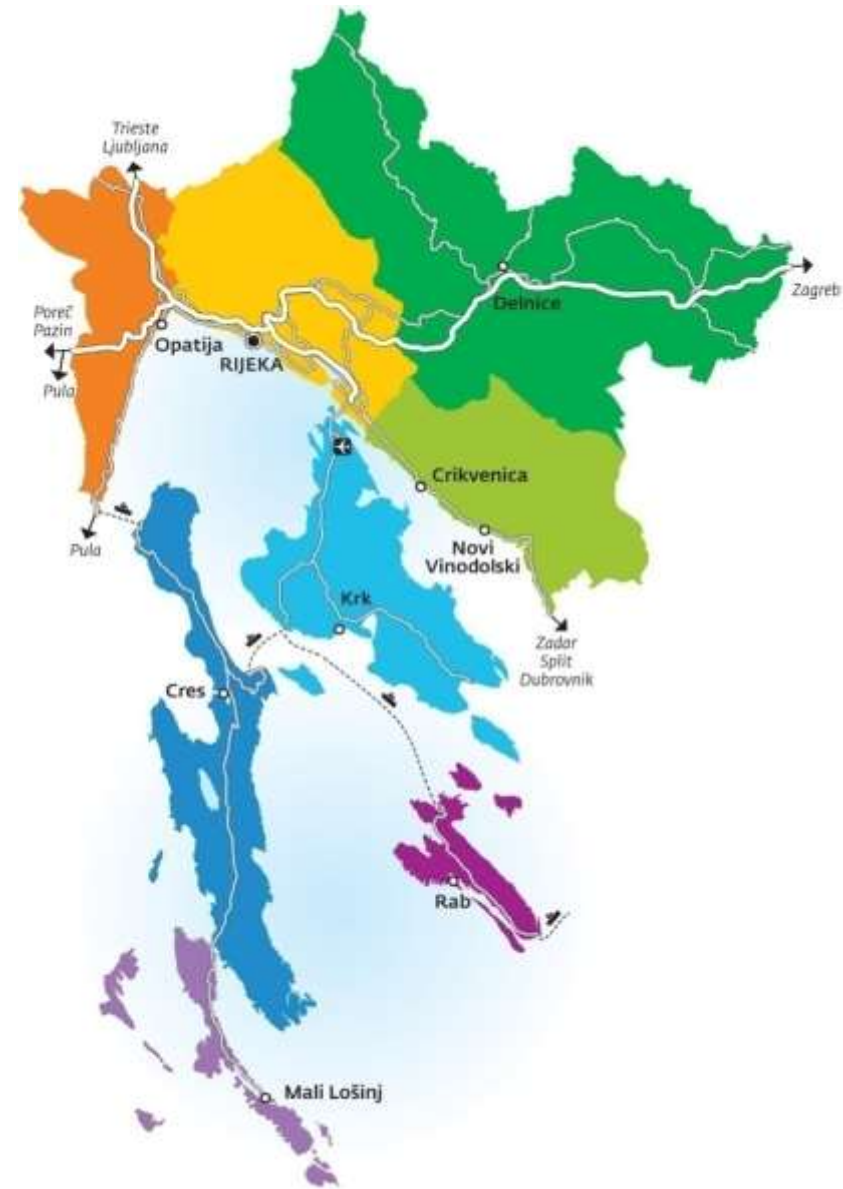 Trieste
Ljubljana
Zagreb
Delnice
Poreč
Pazin
Opatija
RIJEKA
Pula
Crikvenica
Pula
Novi
Vinodolski
Krk
Zadar
Split
Dubrovnik
Cres
Rab
Mali Lošinj